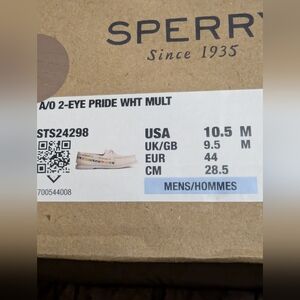 SPERRY
Since 1935
A/O 2-EYE PRIDE WHT MULT
STS24298
USA 10.5 M
UK/GB 9.5 M
EUR 44
CM 28.5
700544008
MENS/HOMMES